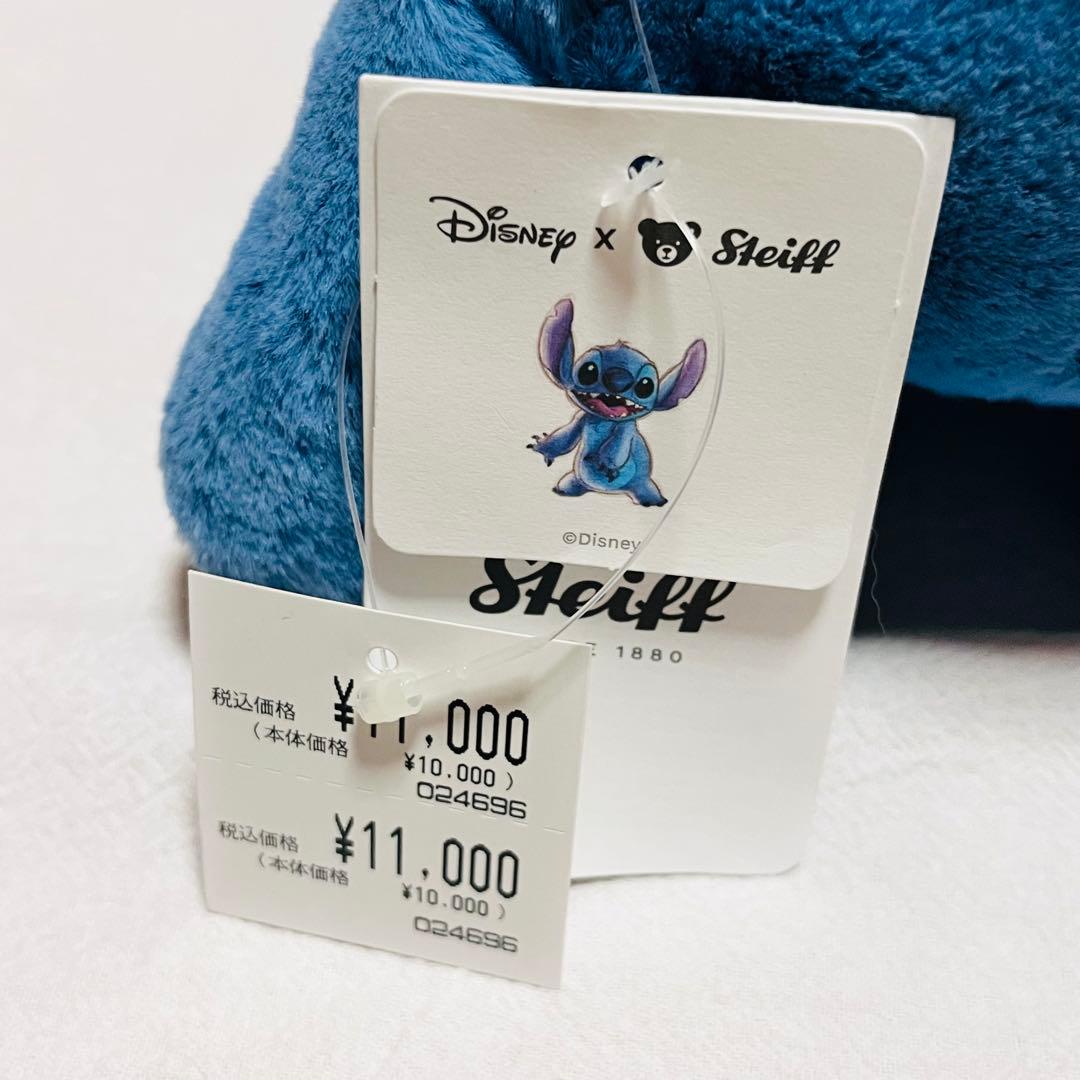 Disney x Steiff
©Disney
Steiff
1880
税込価格 ¥11,000
(本体価格 ¥10.000)
024696
税込価格 ¥11,000
(本体価格 ¥10.000)
024696